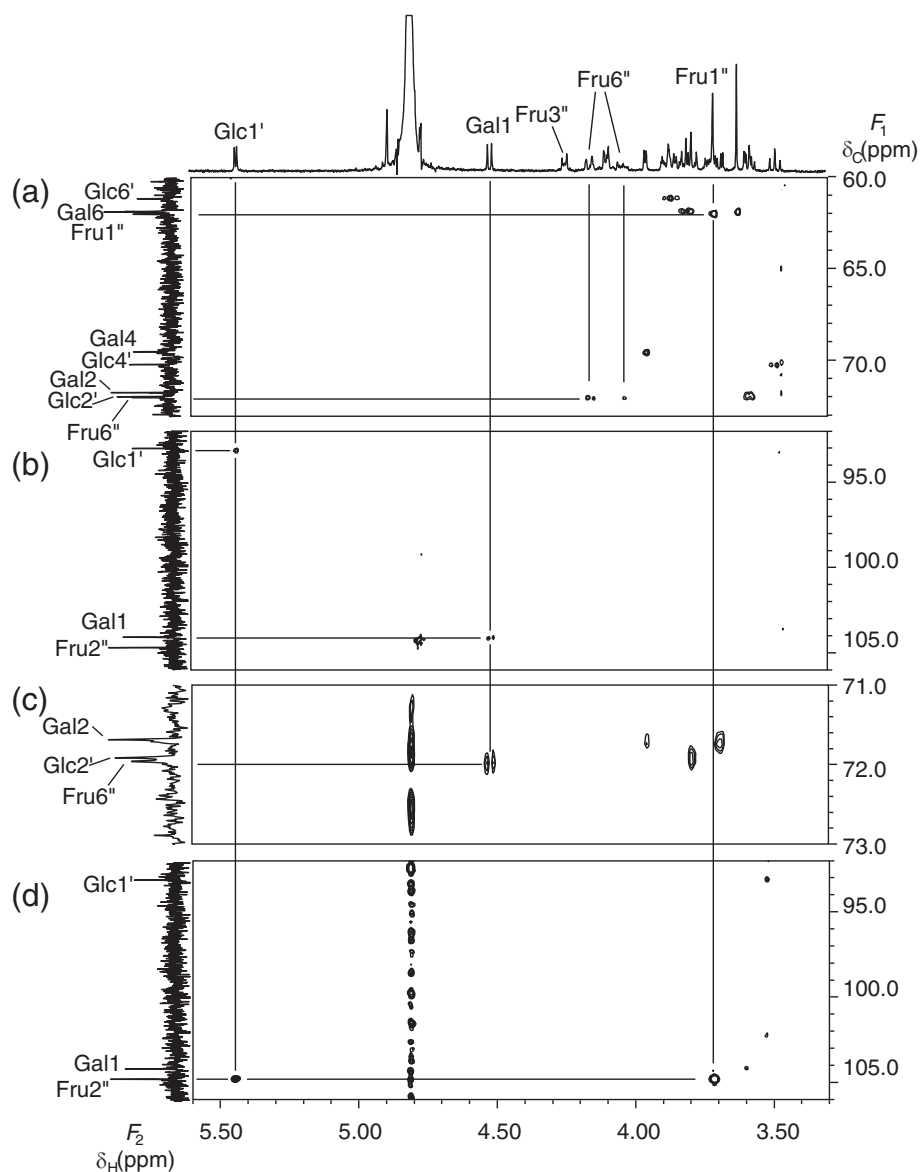 Glc1' Gal1 Fru3" Fru6" Fru1"
F1
δC(ppm)
(a)
Glc6'
Gal6
Fru1"
Gal4
Glc4'
Gal2
Glc2'
Fru6"
60.0
65.0
70.0
(b)
Glc1'
Gal1
Fru2"
95.0
100.0
105.0
(c)
Gal2
Glc2'
Fru6"
71.0
72.0
73.0
(d)
Glc1'
Gal1
Fru2"
95.0
100.0
105.0
F2
δH(ppm)
5.50 5.00 4.50 4.00 3.50